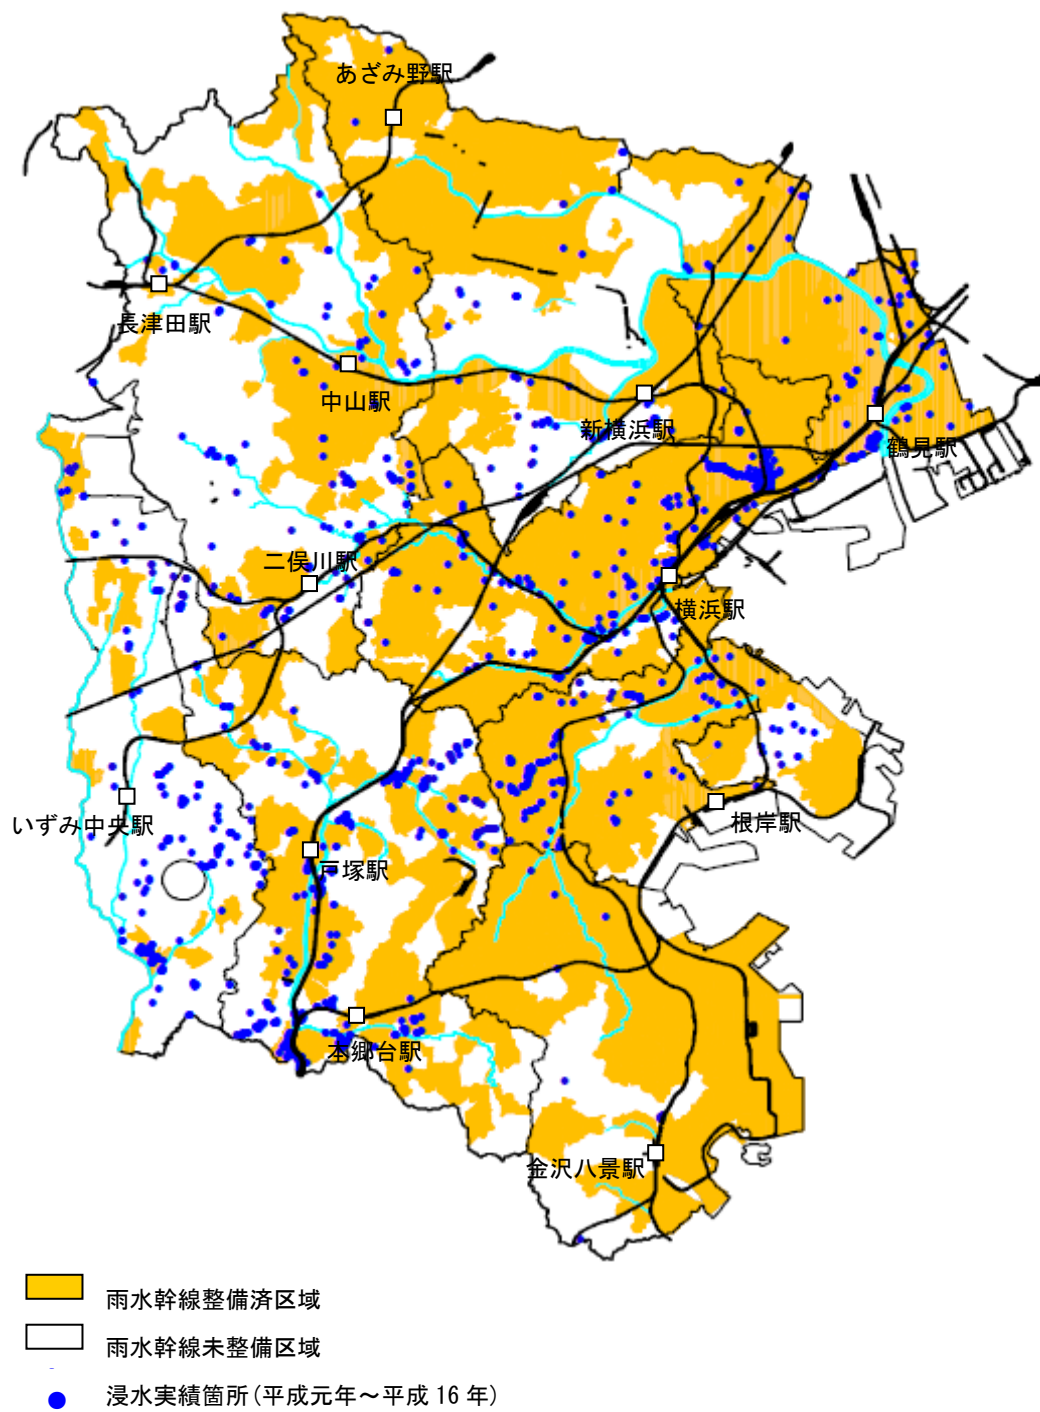 あざみ野駅
長津田駅
中山駅
新横浜駅
鶴見駅
二俣川駅
横浜駅
いずみ中央駅
根岸駅
戸塚駅
本郷台駅
金沢八景駅
雨水幹線整備済区域
雨水幹線未整備区域
浸水実績箇所(平成元年～平成 16 年)